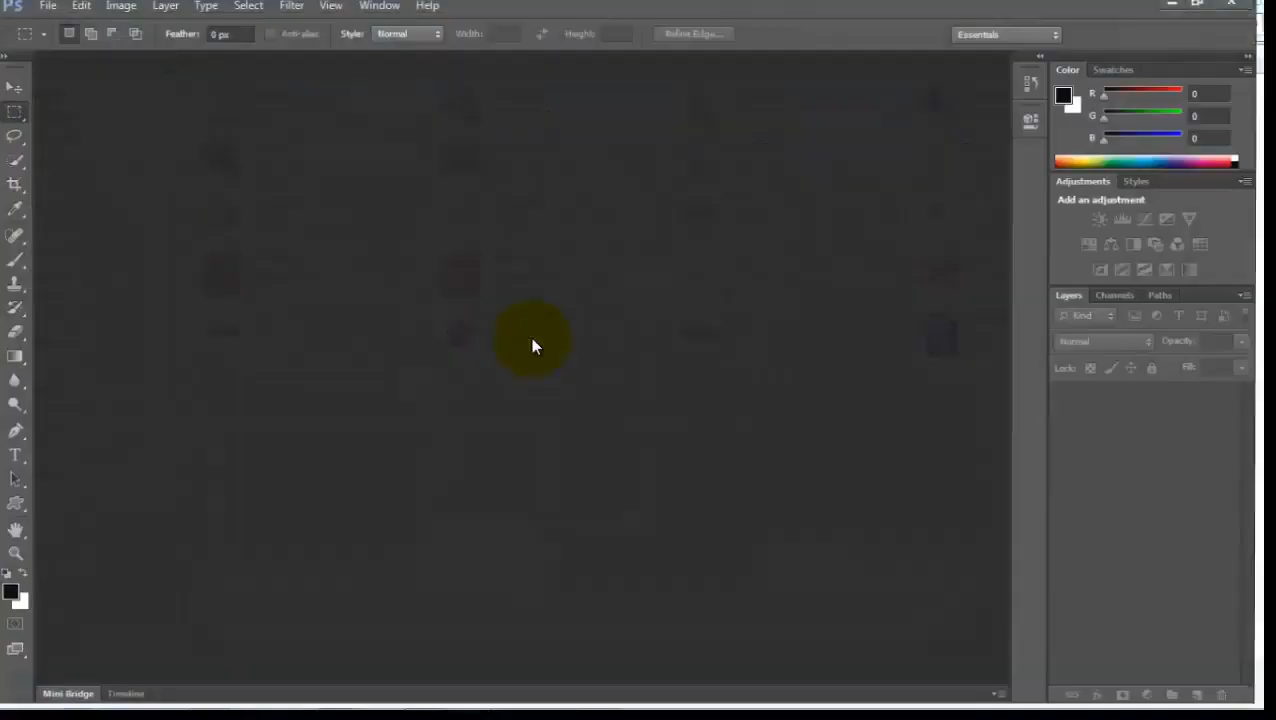 PS File Edit Image Layer Type Select Filter View Window Help
Feather: 0 px Anti-alias Style: Normal Width: Height: Refine Edge... Essentials
Color Swatches
R 0
G 0
B 0
Adjustments Styles
Add an adjustment
Layers Channels Paths
Kind
Normal Opacity:
Lock: Fill:
T
Mini Bridge Timeline